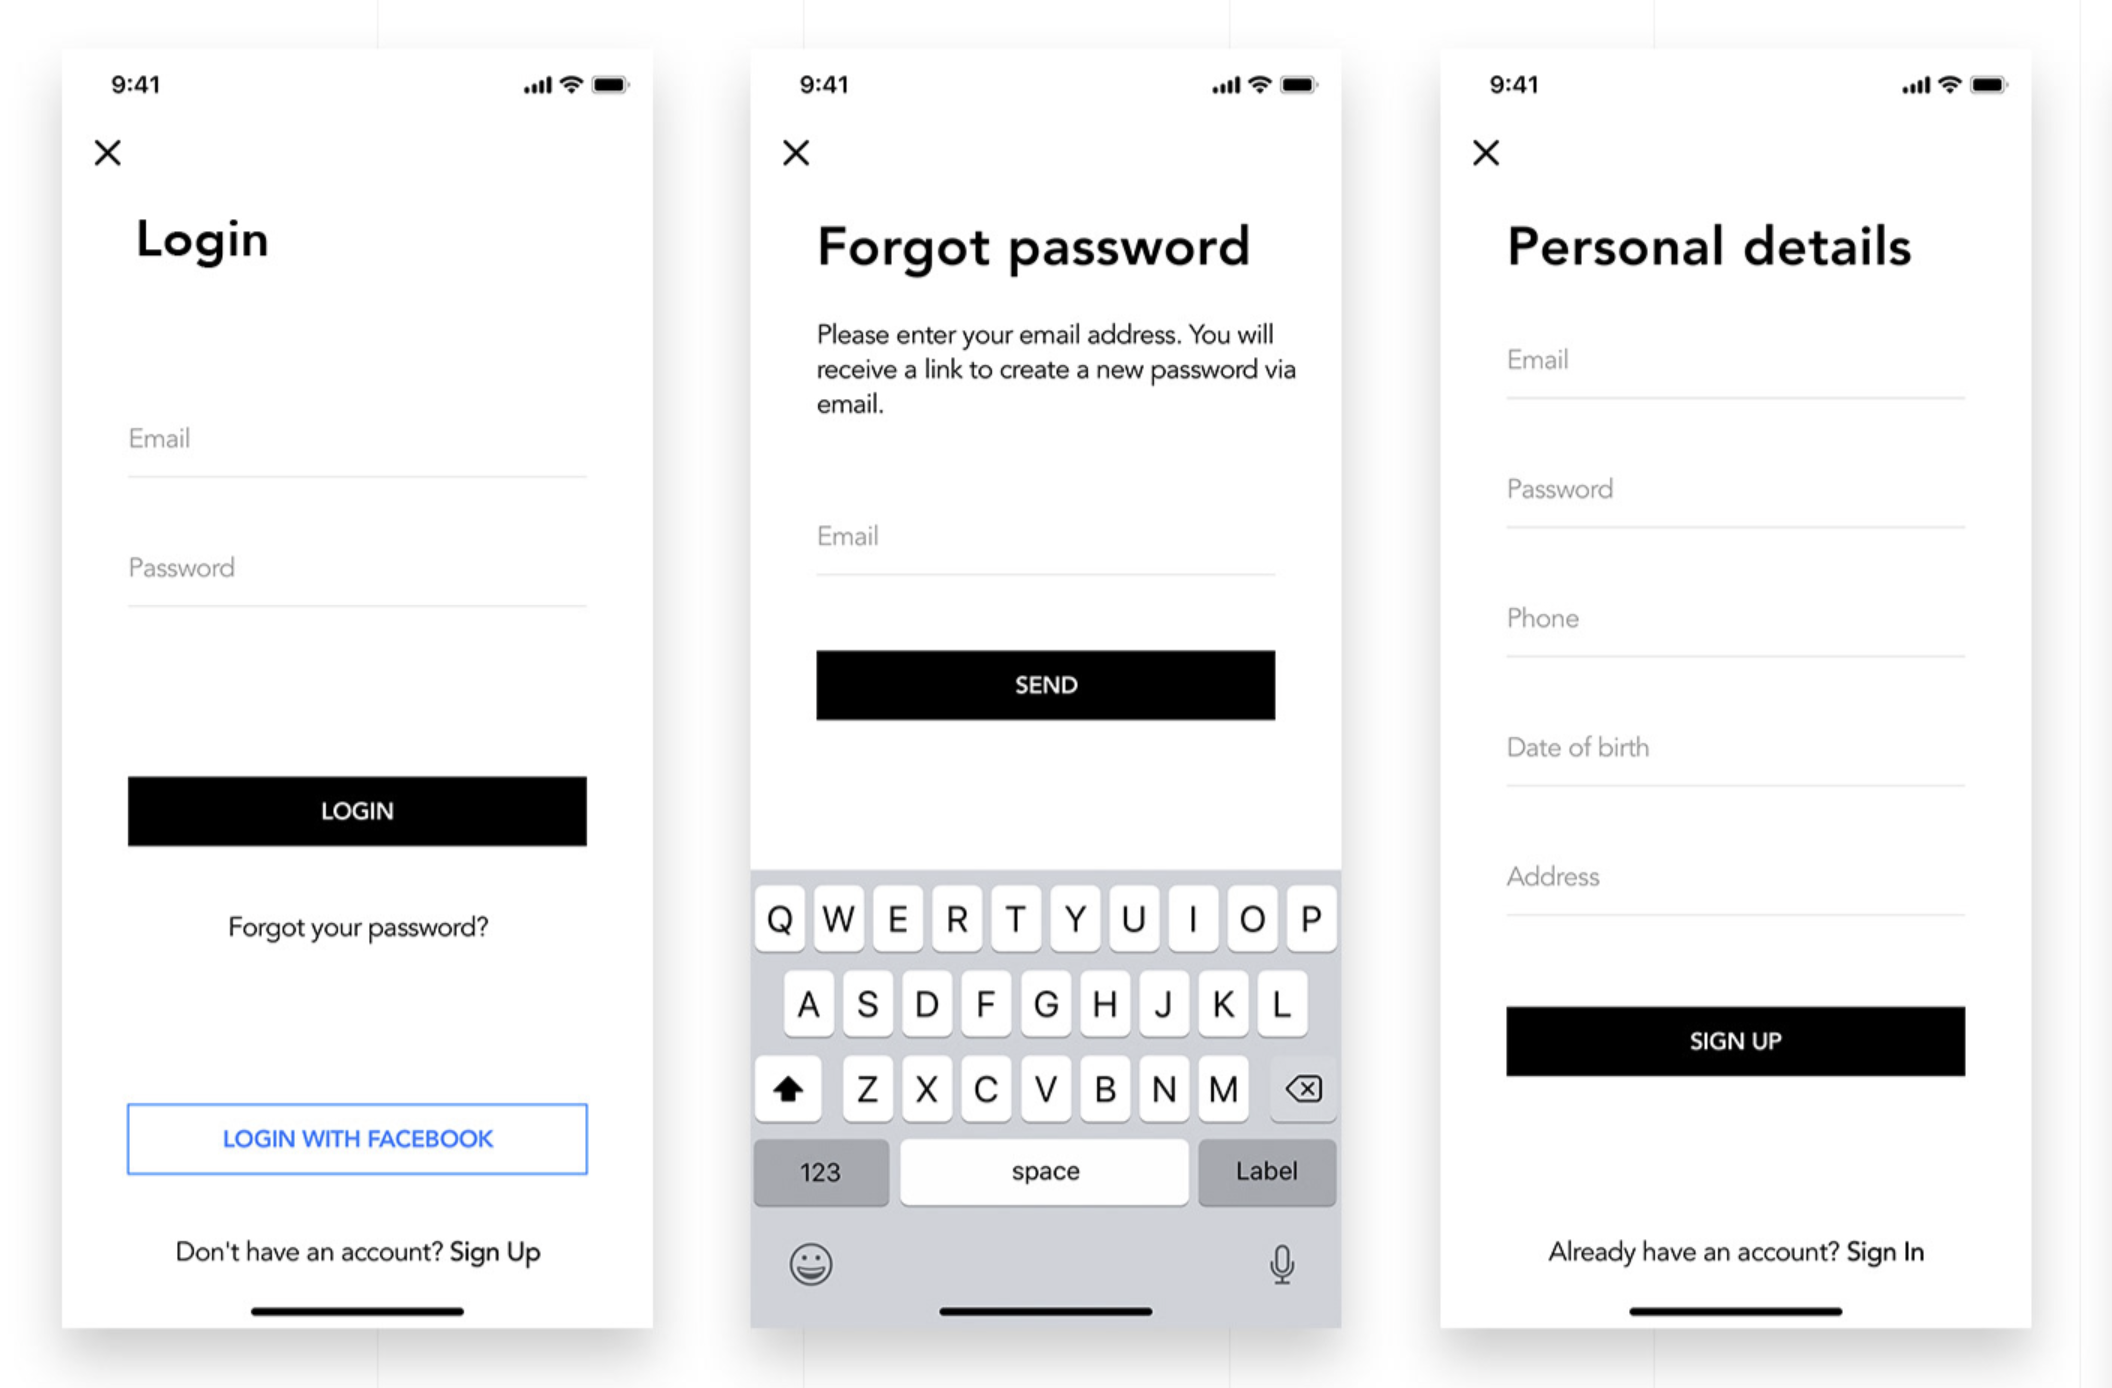 9:41
Login
Email
Password
LOGIN
Forgot your password?
LOGIN WITH FACEBOOK
Don't have an account? Sign Up
9:41
Forgot password
Please enter your email address. You will
receive a link to create a new password via
email.
Email
SEND
Q W E R T Y U I O P
A S D F G H J K L
Z X C V B N M
123 space Label
9:41
Personal details
Email
Password
Phone
Date of birth
Address
SIGN UP
Already have an account? Sign In